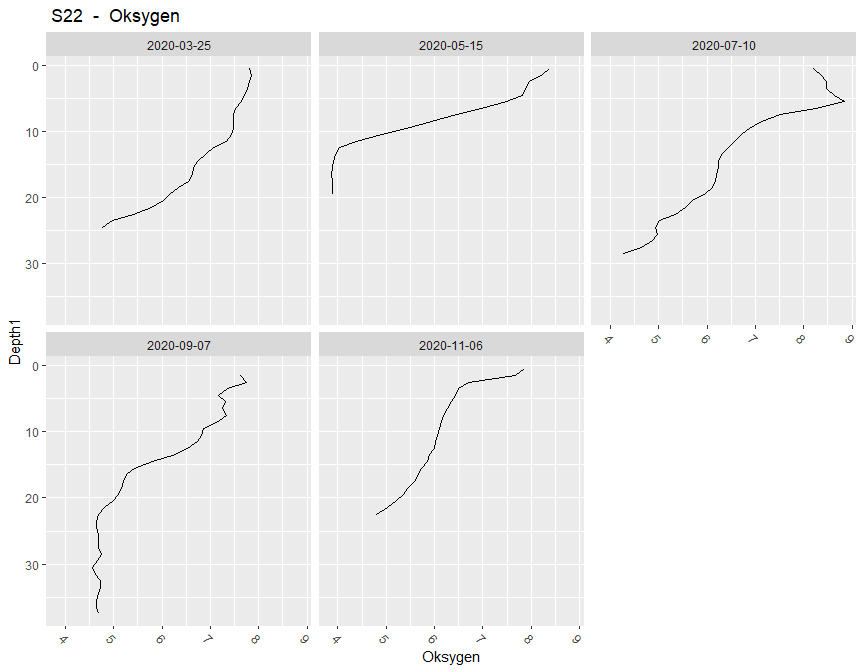 S22 - Oksygen
2020-03-25
2020-05-15
2020-07-10
0
10
20
30
4 5 6 7 8 9
Depth1
2020-09-07
2020-11-06
0
10
20
30
4 5 6 7 8 9
4 5 6 7 8 9
Oksygen